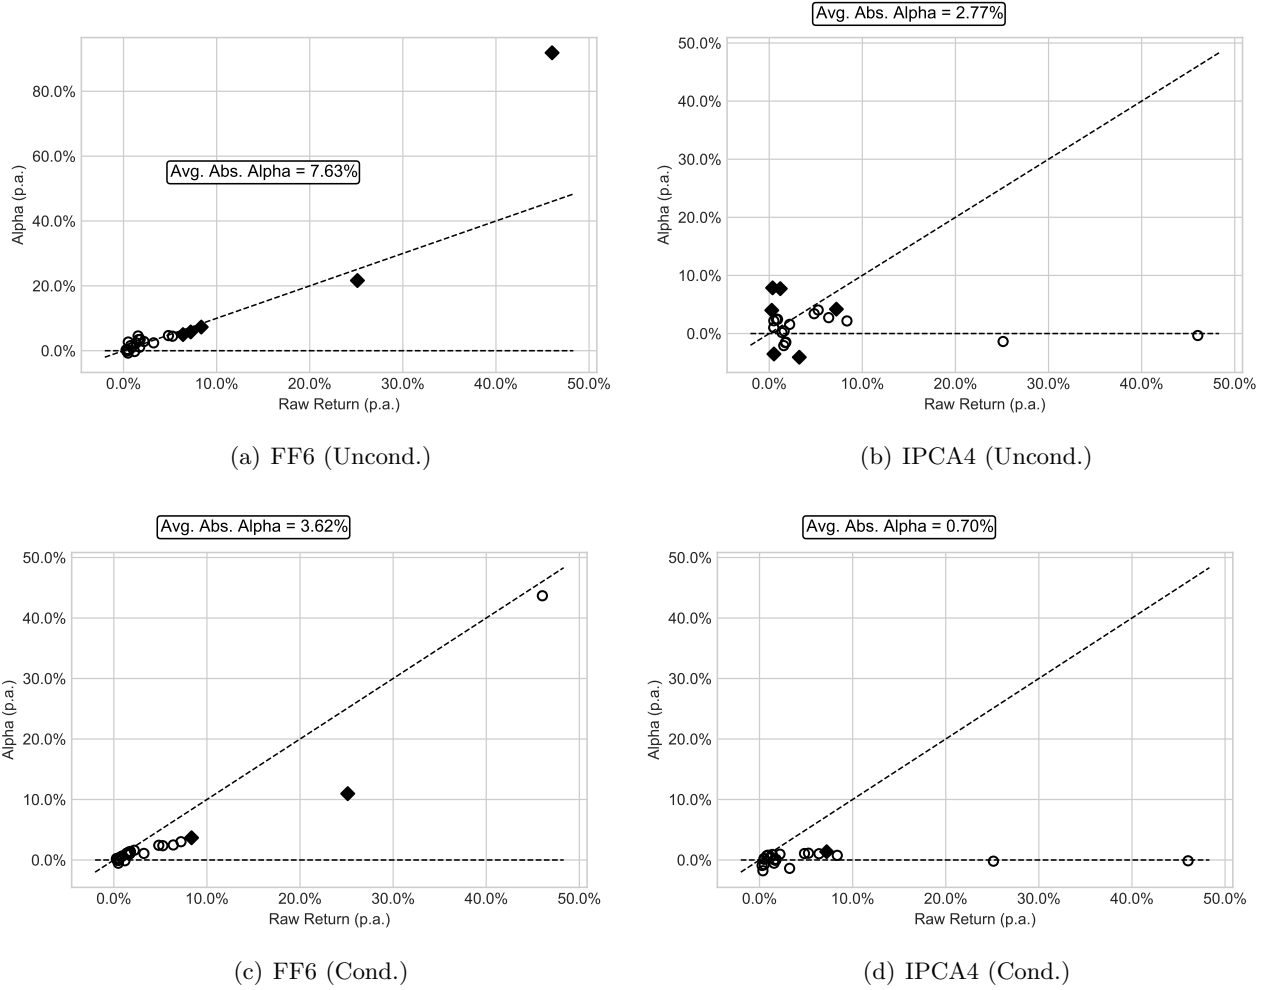 Avg. Abs. Alpha = 7.63%
Alpha (p.a.)
80.0%
60.0%
40.0%
20.0%
0.0%
0.0% 10.0% 20.0% 30.0% 40.0% 50.0%
Raw Return (p.a.)
(a) FF6 (Uncond.)
Avg. Abs. Alpha = 2.77%
Alpha (p.a.)
50.0%
40.0%
30.0%
20.0%
10.0%
0.0%
0.0% 10.0% 20.0% 30.0% 40.0% 50.0%
Raw Return (p.a.)
(b) IPCA4 (Uncond.)
Avg. Abs. Alpha = 3.62%
Alpha (p.a.)
50.0%
40.0%
30.0%
20.0%
10.0%
0.0%
0.0% 10.0% 20.0% 30.0% 40.0% 50.0%
Raw Return (p.a.)
(c) FF6 (Cond.)
Avg. Abs. Alpha = 0.70%
Alpha (p.a.)
50.0%
40.0%
30.0%
20.0%
10.0%
0.0%
0.0% 10.0% 20.0% 30.0% 40.0% 50.0%
Raw Return (p.a.)
(d) IPCA4 (Cond.)